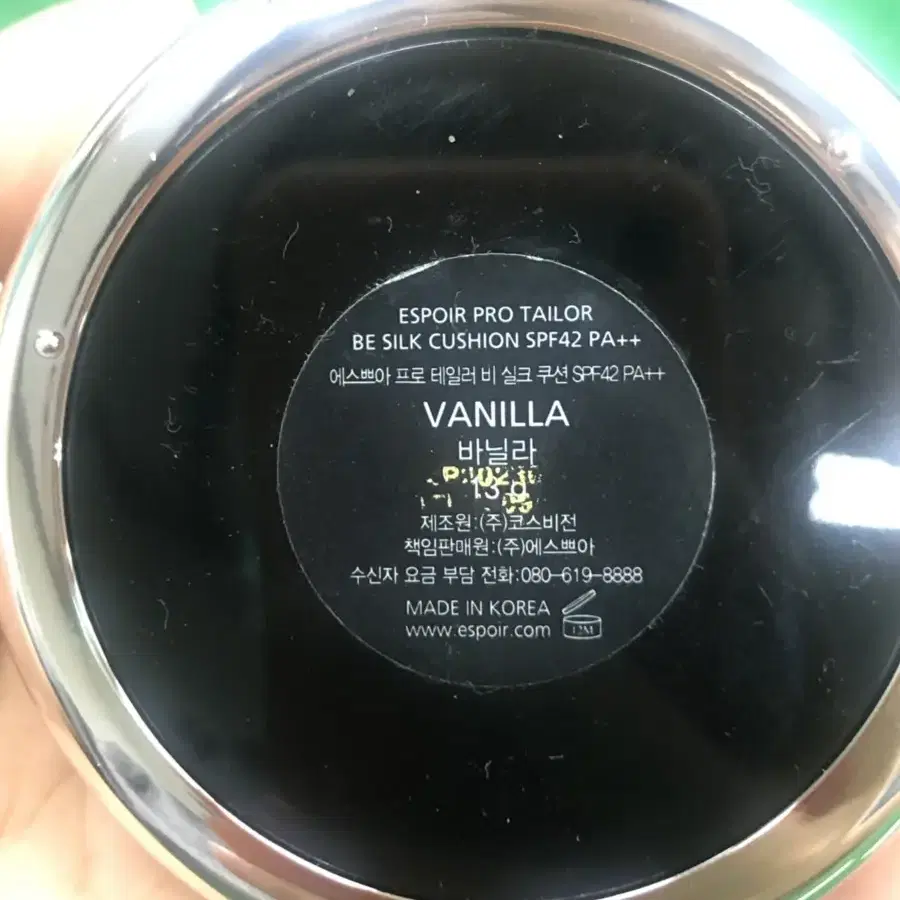 ESPOIR PRO TAILOR
BE SILK CUSHION SPF42 PA++
에스쁘아 프로 테일러 비 실크 쿠션 SPF42 PA++
VANILLA
바닐라
13 g
제조원:(주)코스비전
책임판매원:(주)에스쁘아
수신자 요금 부담 전화:080-619-8888
MADE IN KOREA
www.espoir.com
12M